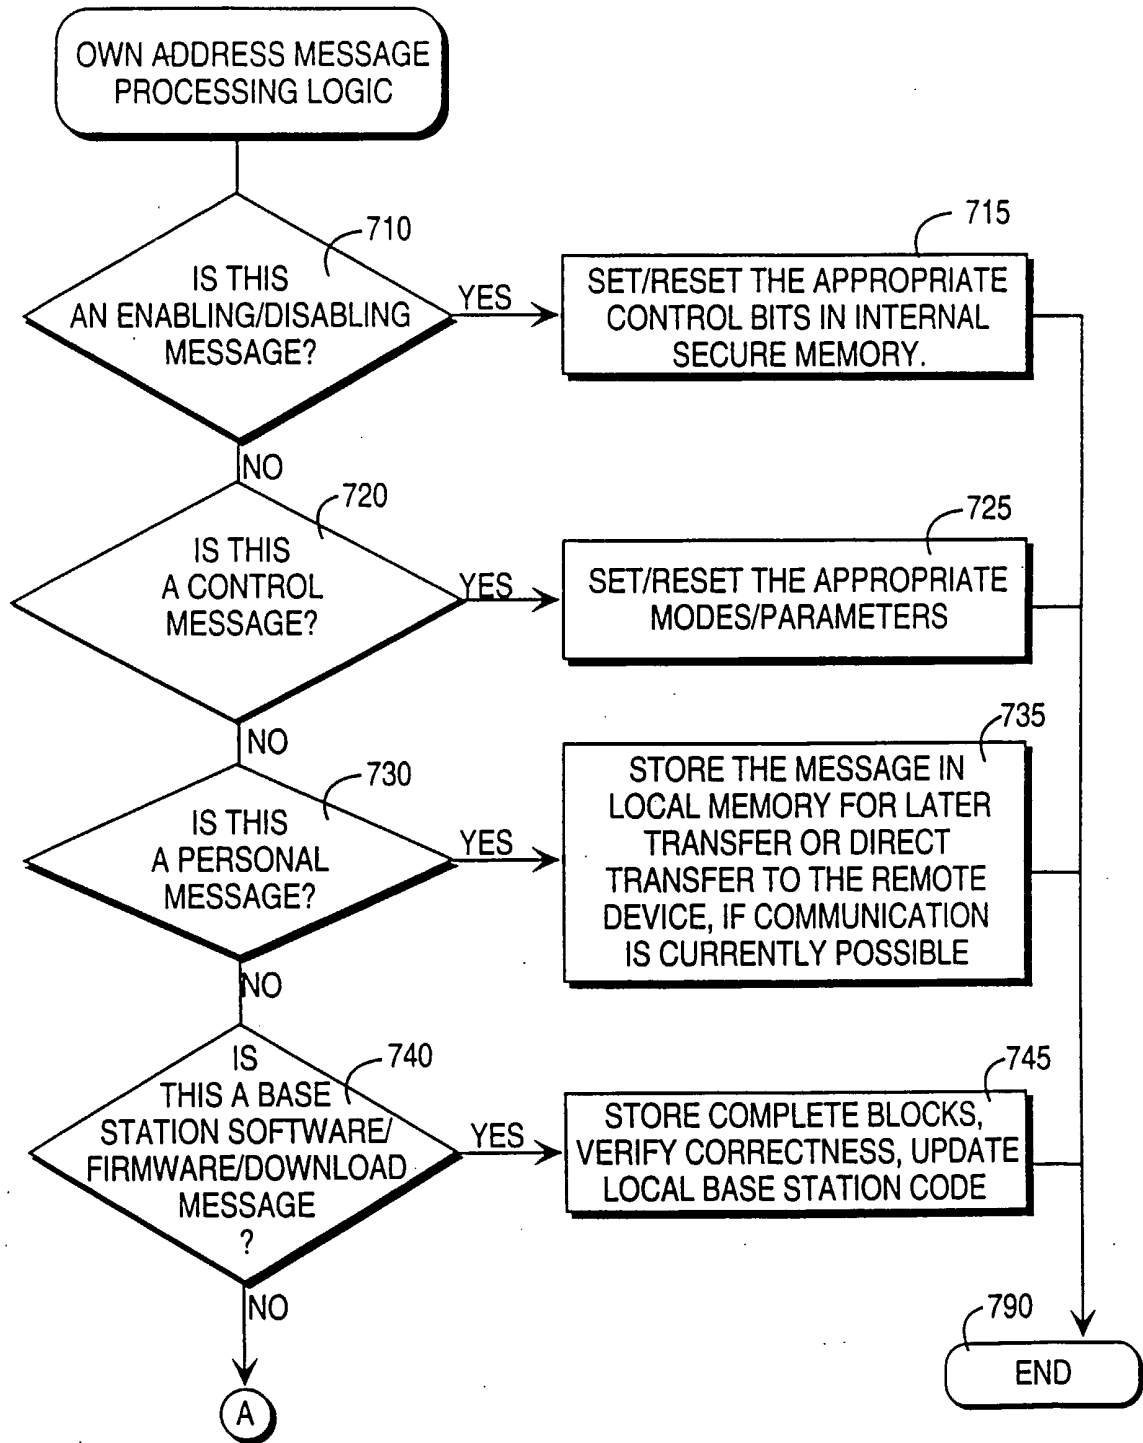 OWN ADDRESS MESSAGE
PROCESSING LOGIC
710
IS THIS
AN ENABLING/DISABLING
MESSAGE?
YES
715
SET/RESET THE APPROPRIATE
CONTROL BITS IN INTERNAL
SECURE MEMORY.
NO
720
IS THIS
A CONTROL
MESSAGE?
YES
725
SET/RESET THE APPROPRIATE
MODES/PARAMETERS
NO
730
IS THIS
A PERSONAL
MESSAGE?
YES
735
STORE THE MESSAGE IN
LOCAL MEMORY FOR LATER
TRANSFER OR DIRECT
TRANSFER TO THE REMOTE
DEVICE, IF COMMUNICATION
IS CURRENTLY POSSIBLE
NO
740
IS
THIS A BASE
STATION SOFTWARE/
FIRMWARE/DOWNLOAD
MESSAGE
?
YES
745
STORE COMPLETE BLOCKS,
VERIFY CORRECTNESS, UPDATE
LOCAL BASE STATION CODE
NO
A
790
END